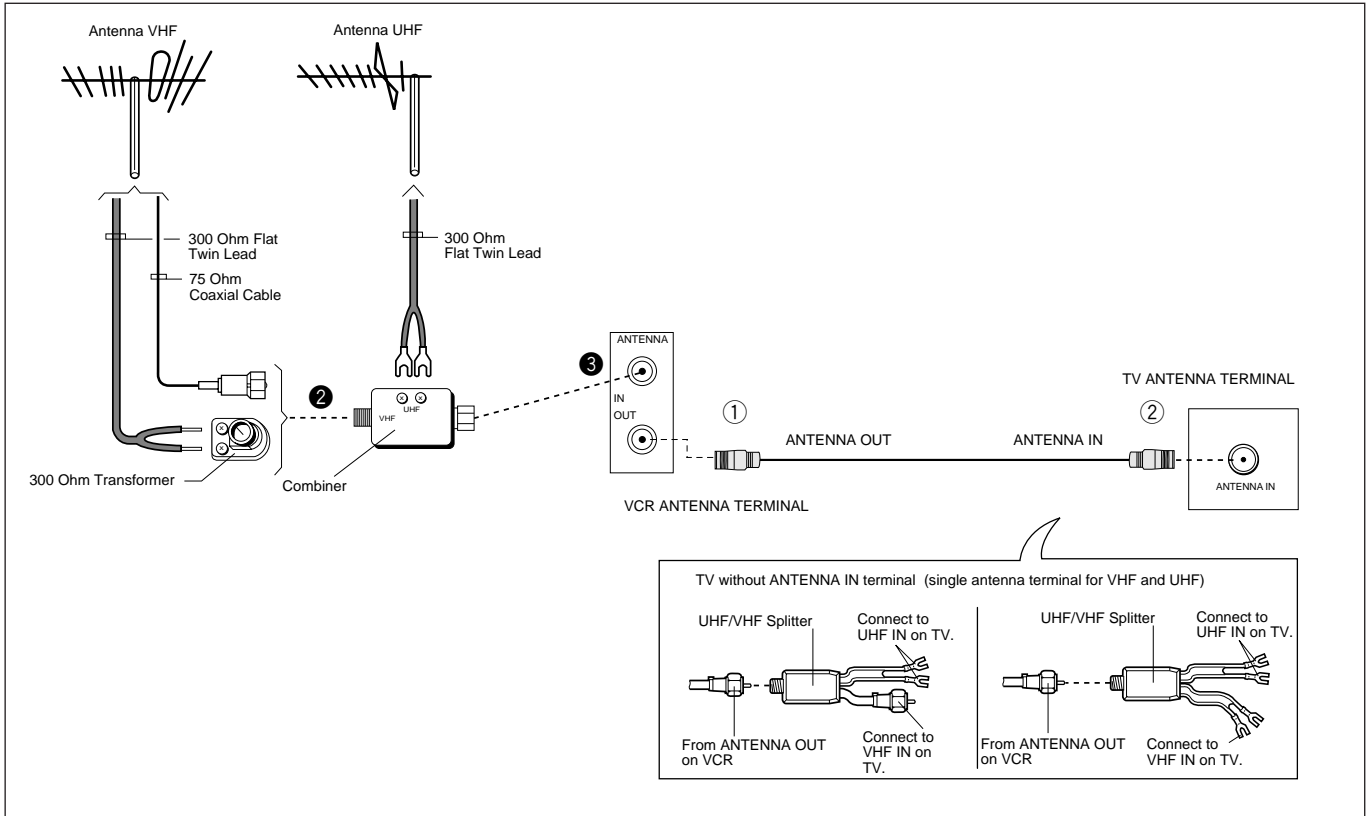 Antenna VHF
Antenna UHF
300 Ohm Flat
Twin Lead
75 Ohm
Coaxial Cable
300 Ohm
Flat Twin Lead
300 Ohm Transformer
❷
VHF
UHF
Combiner
❸
ANTENNA
IN
OUT
VCR ANTENNA TERMINAL
①
ANTENNA OUT
ANTENNA IN
②
TV ANTENNA TERMINAL
ANTENNA IN
TV without ANTENNA IN terminal (single antenna terminal for VHF and UHF)
UHF/VHF Splitter
Connect to
UHF IN on TV.
From ANTENNA OUT
on VCR
Connect to
VHF IN on
TV.
UHF/VHF Splitter
Connect to
UHF IN on TV.
From ANTENNA OUT
on VCR
Connect to
VHF IN on TV.